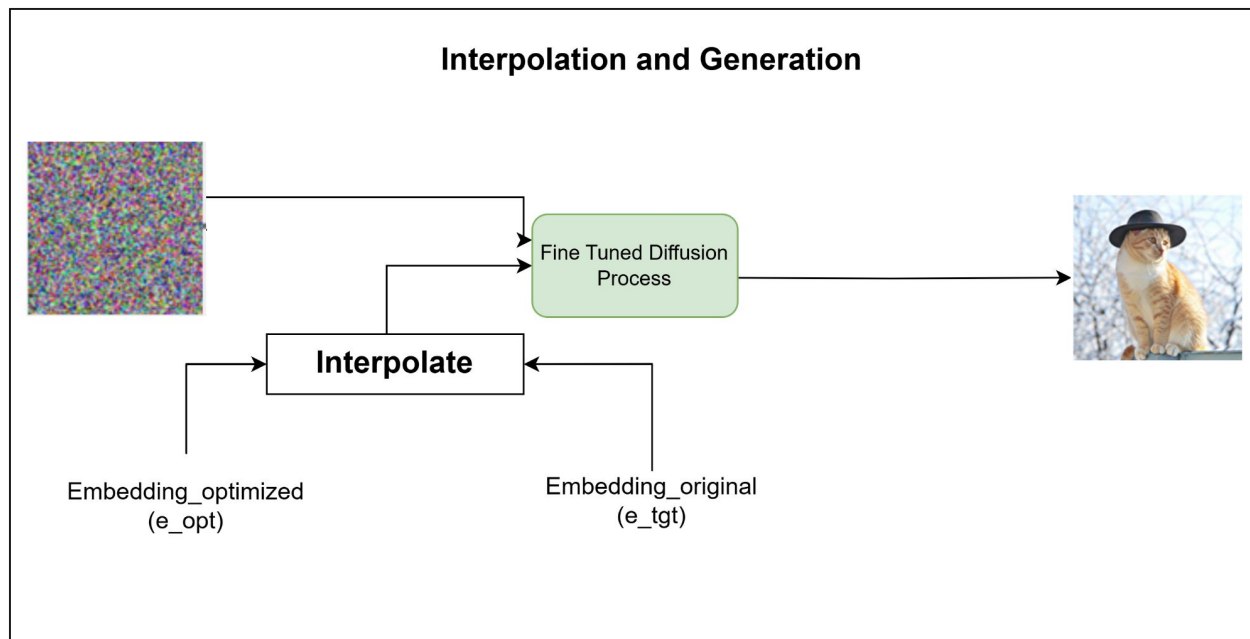 Interpolation and Generation
Fine Tuned Diffusion
Process
Interpolate
Embedding_optimized
(e_opt)
Embedding_original
(e_tgt)